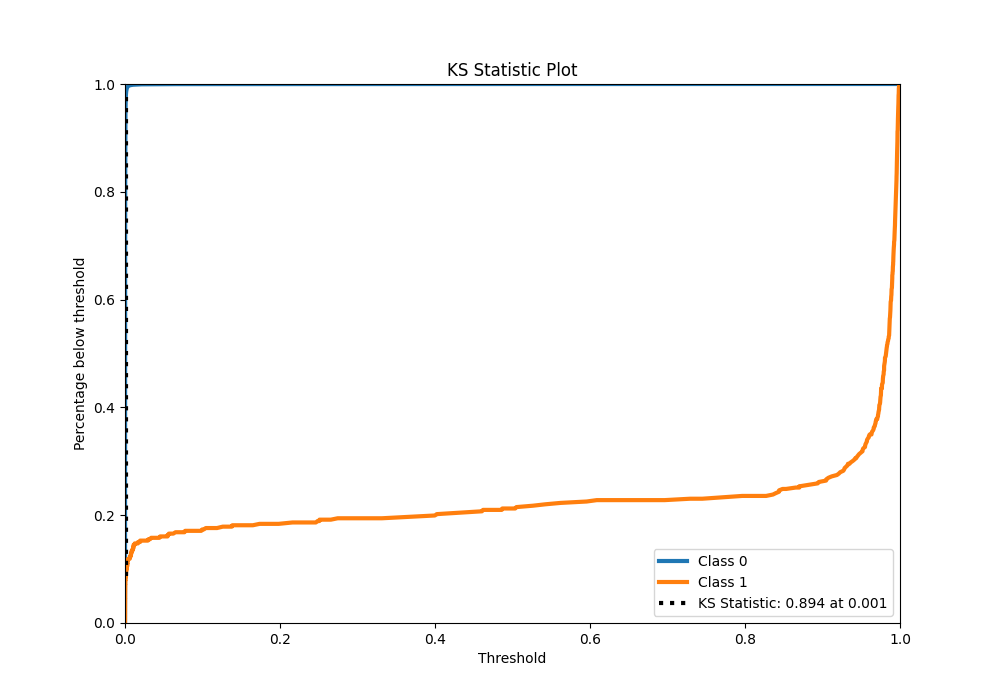 KS Statistic Plot
1.0
0.8
0.6
0.4
0.2
0.0
Percentage below threshold
0.0 0.2 0.4 0.6 0.8 1.0
Threshold
Class 0
Class 1
KS Statistic: 0.894 at 0.001